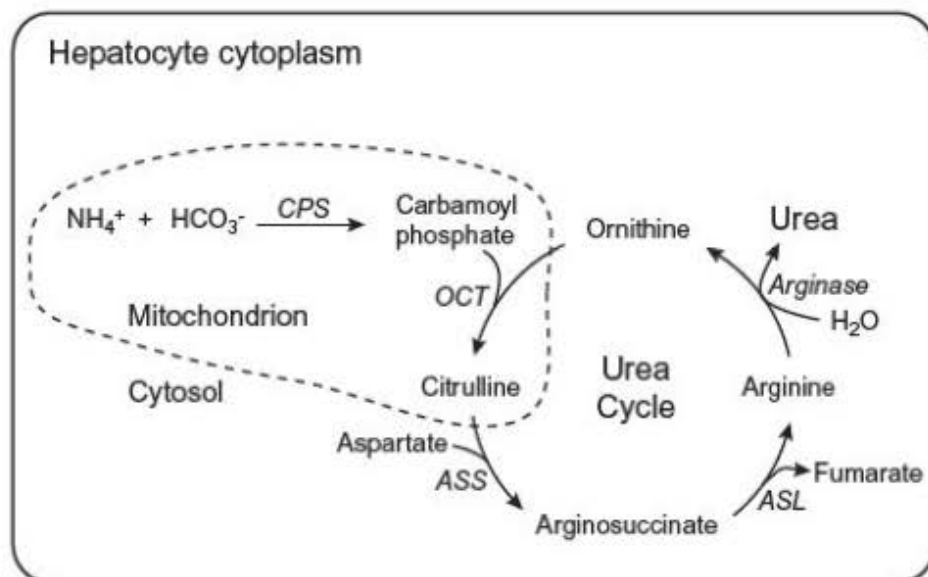 Hepatocyte cytoplasm
NH₄⁺ + HCO₃⁻
CPS
Carbamoyl
phosphate
Ornithine
Urea
Arginase
H₂O
OCT
Mitochondrion
Cytosol
Citrulline
Urea
Cycle
Arginine
Aspartate
ASS
Arginosuccinate
ASL
Fumarate